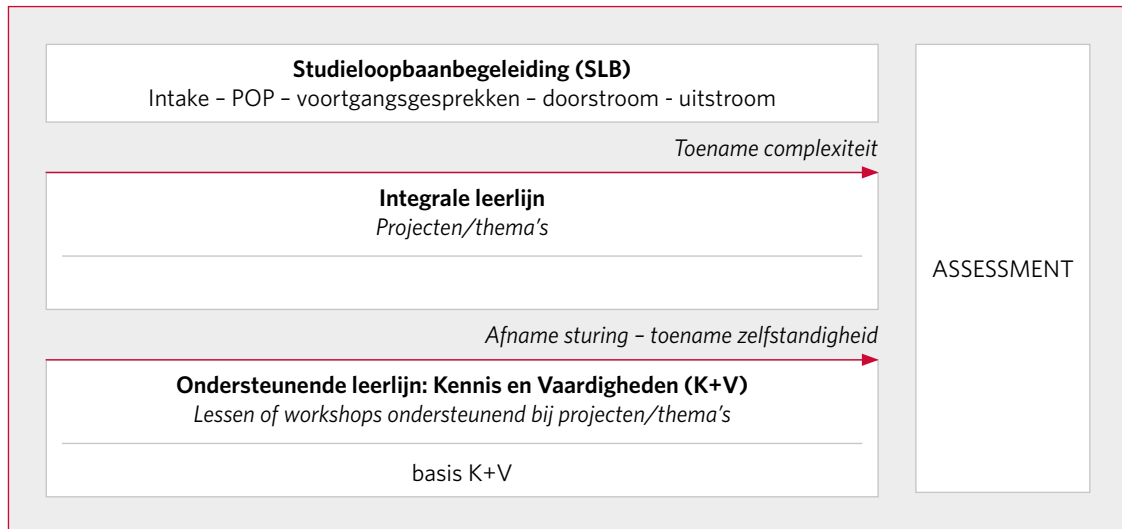 Studieloopbaanbegeleiding (SLB)
Intake – POP – voortgangsgesprekken – doorstroom - uitstroom
Toename complexiteit
Integrale leerlijn
Projecten/thema’s
ASSESSMENT
Afname sturing – toename zelfstandigheid
Ondersteunende leerlijn: Kennis en Vaardigheden (K+V)
Lessen of workshops ondersteunend bij projecten/thema’s
basis K+V